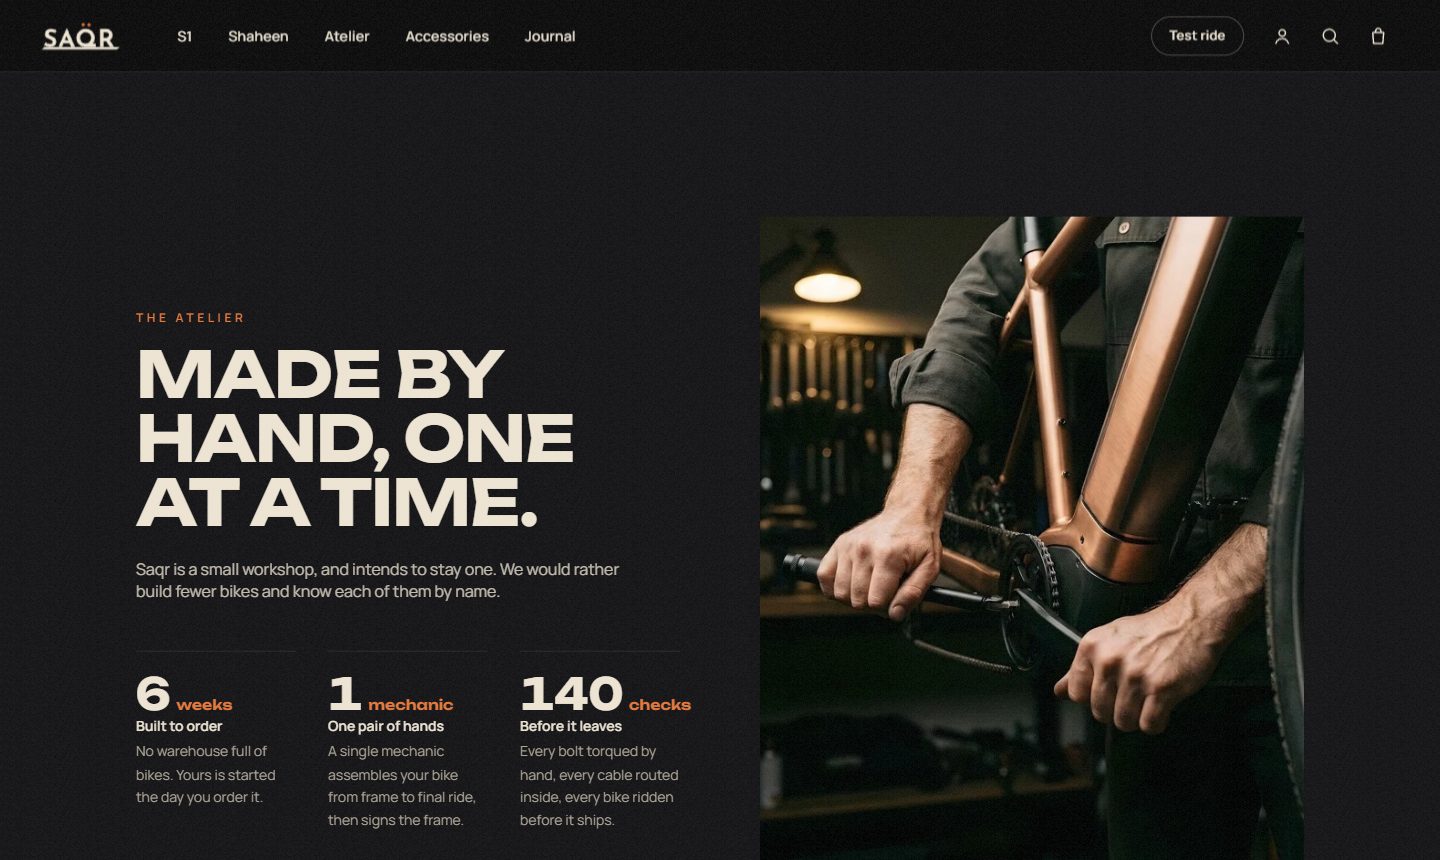 SAQR
S1
Shaheen
Atelier
Accessories
Journal
Test ride
THE ATELIER
MADE BY
HAND, ONE
AT A TIME.
Saqr is a small workshop, and intends to stay one. We would rather
build fewer bikes and know each of them by name.
6 weeks
Built to order
No warehouse full of
bikes. Yours is started
the day you order it.
1 mechanic
One pair of hands
A single mechanic
assembles your bike
from frame to final ride,
then signs the frame.
140 checks
Before it leaves
Every bolt torqued by
hand, every cable routed
inside, every bike ridden
before it ships.